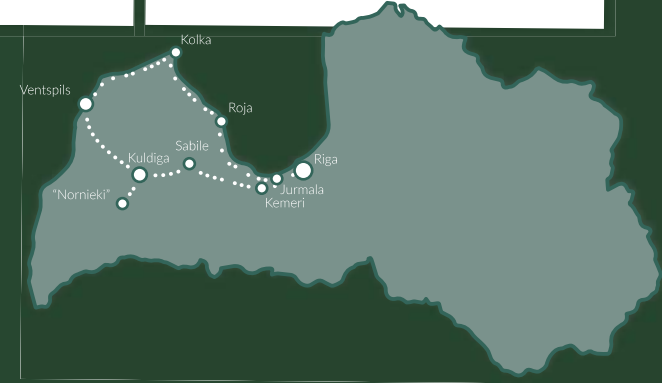 Kolka
Ventspils
Roja
Sabile
Kuldiga
Riga
"Nornieki"
Jurmala
Kemeri